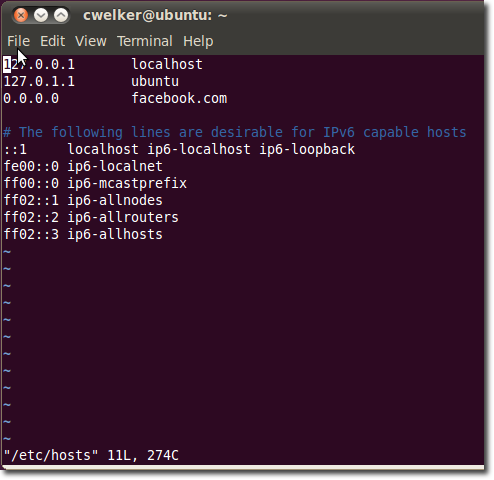 cwelker@ubuntu: ~
File Edit View Terminal Help
127.0.0.1       localhost
127.0.1.1       ubuntu
0.0.0.0         facebook.com

# The following lines are desirable for IPv6 capable hosts
::1     localhost ip6-localhost ip6-loopback
fe00::0 ip6-localnet
ff00::0 ip6-mcastprefix
ff02::1 ip6-allnodes
ff02::2 ip6-allrouters
ff02::3 ip6-allhosts
~
~
~
~
~
~
~
~
~
~
~
~
"/etc/hosts" 11L, 274C